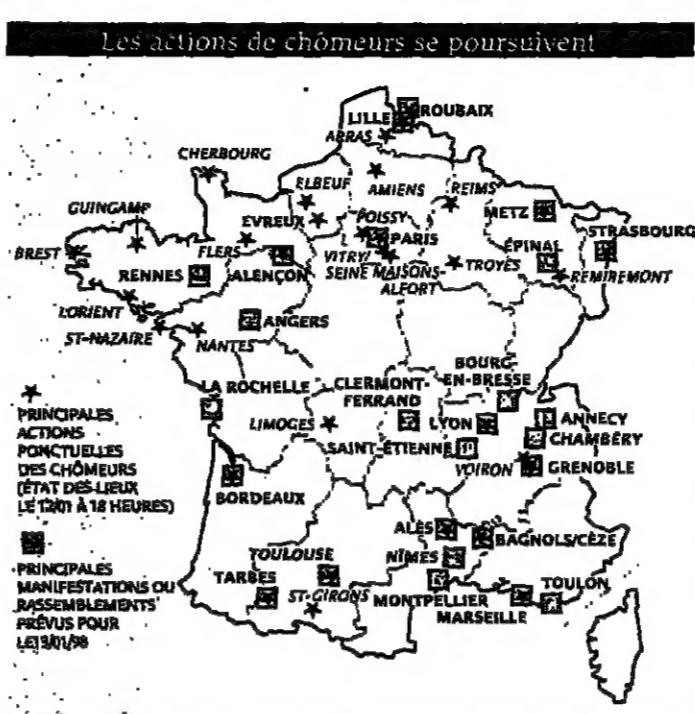 Les actions de chômeurs se poursuivent
LILLE
ROUBAIX
ARRAS
CHERBOURG
ELBEUF
AMIENS
REIMS
GUINGAMP
METZ
EVREUX
POISSY
STRASBOURG
BREST
FLERS
PARIS
ÉPINAL
RENNES
ALENÇON
VITRY/
SEINE
MAISONS-
ALFORT
TROYES
REMIREMONT
LORIENT
ANGERS
ST-NAZAIRE
NANTES
BOURG-
EN-BRESSE
LA ROCHELLE
CLERMONT-
FERRAND
LIMOGES
LYON
ANNECY
CHAMBÉRY
SAINT-ÉTIENNE
VOIRON
GRENOBLE
BORDEAUX
ALÈS
BAGNOLS/CÈZE
TOULOUSE
NÎMES
TARBES
ST-GIRONS
MONTPELLIER
TOULON
MARSEILLE
PRINCIPALES
ACTIONS
PONCTUELLES
DES CHÔMEURS
(ÉTAT DES LIEUX
LE 12/01 À 18 HEURES)
PRINCIPALES
MANIFESTATIONS OU
RASSEMBLEMENTS
PRÉVUS POUR
LE 13/01/98